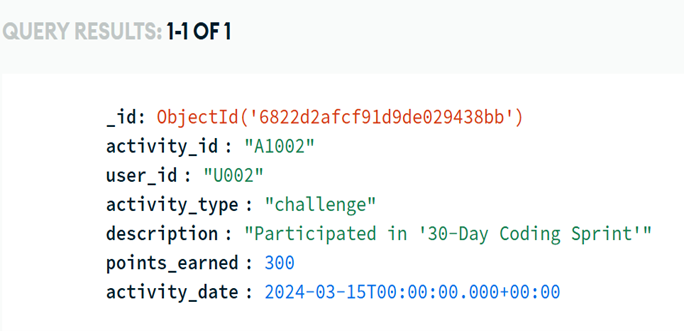 QUERY RESULTS: 1-1 OF 1
_id: ObjectId('6822d2afcf91d9de029438bb')
activity_id : "A1002"
user_id : "U002"
activity_type : "challenge"
description : "Participated in '30-Day Coding Sprint'"
points_earned : 300
activity_date : 2024-03-15T00:00:00.000+00:00